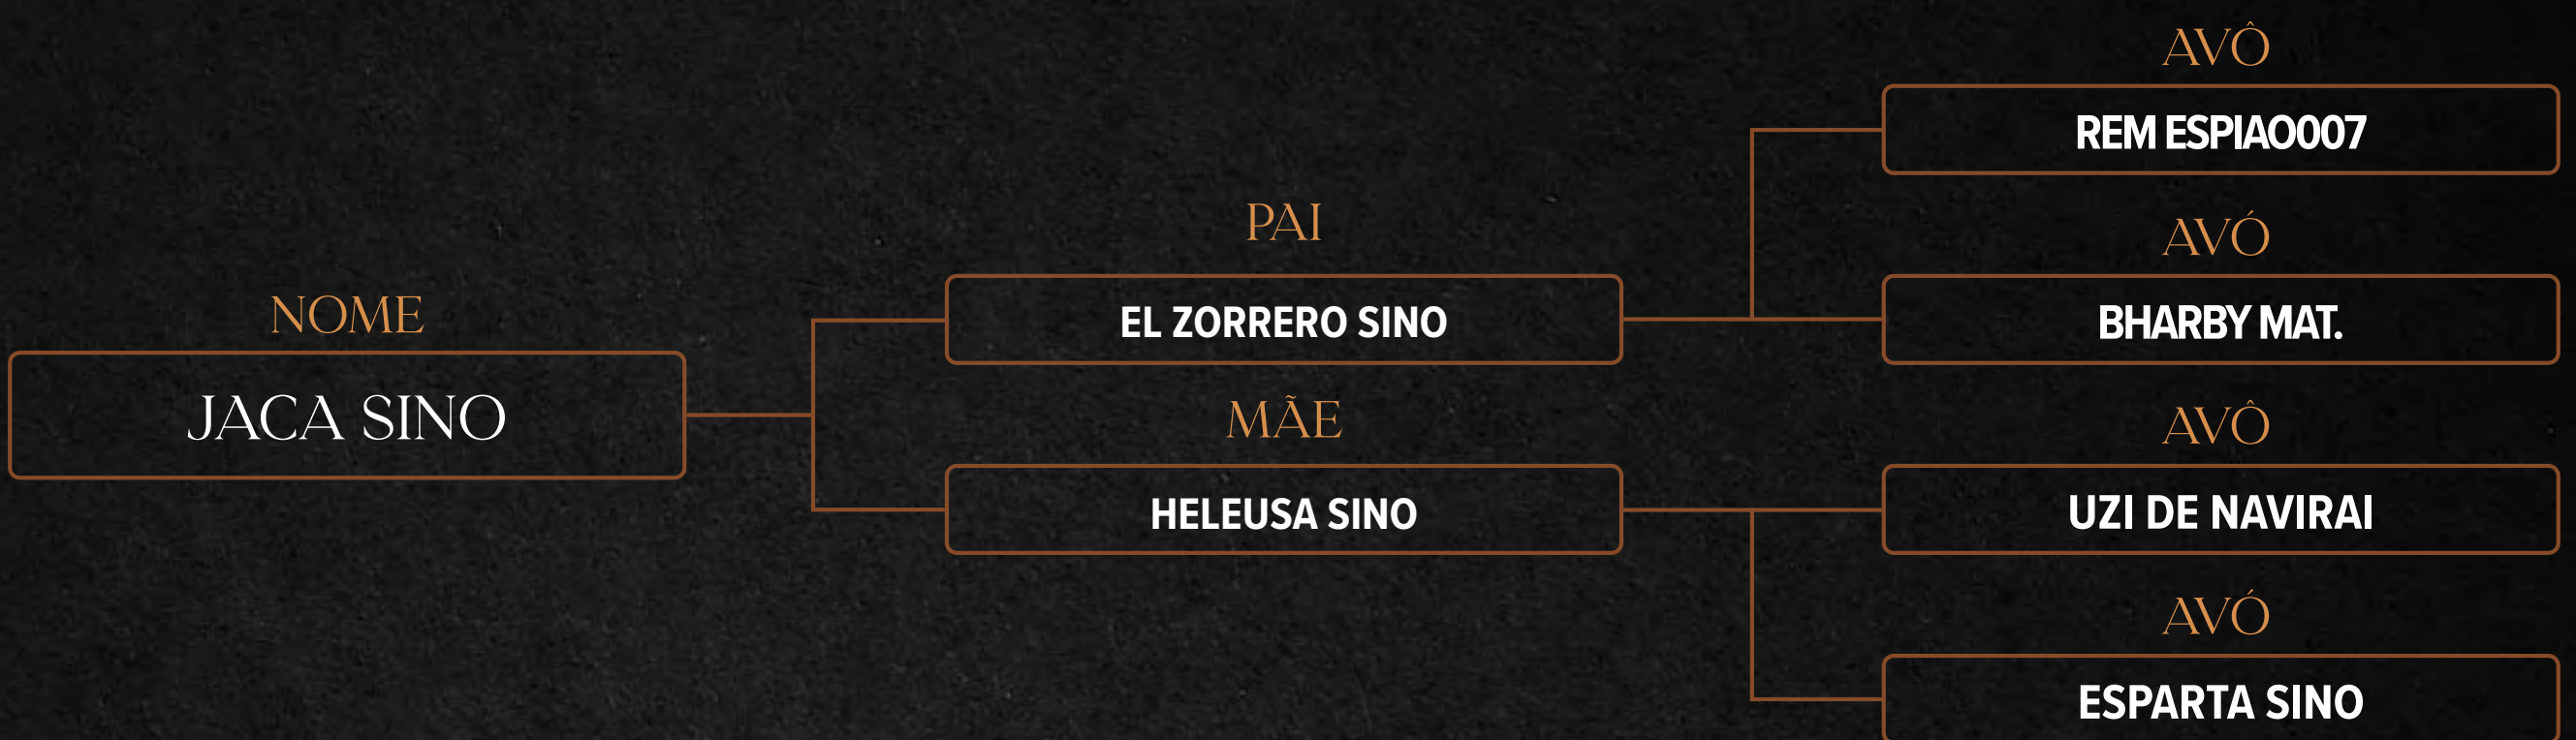 NOME
JACA SINO
PAI
EL ZORRERO SINO
MÃE
HELEUSA SINO
AVÔ
REM ESPIAO007
AVÓ
BHARBY MAT.
AVÔ
UZI DE NAVIRAI
AVÓ
ESPARTA SINO